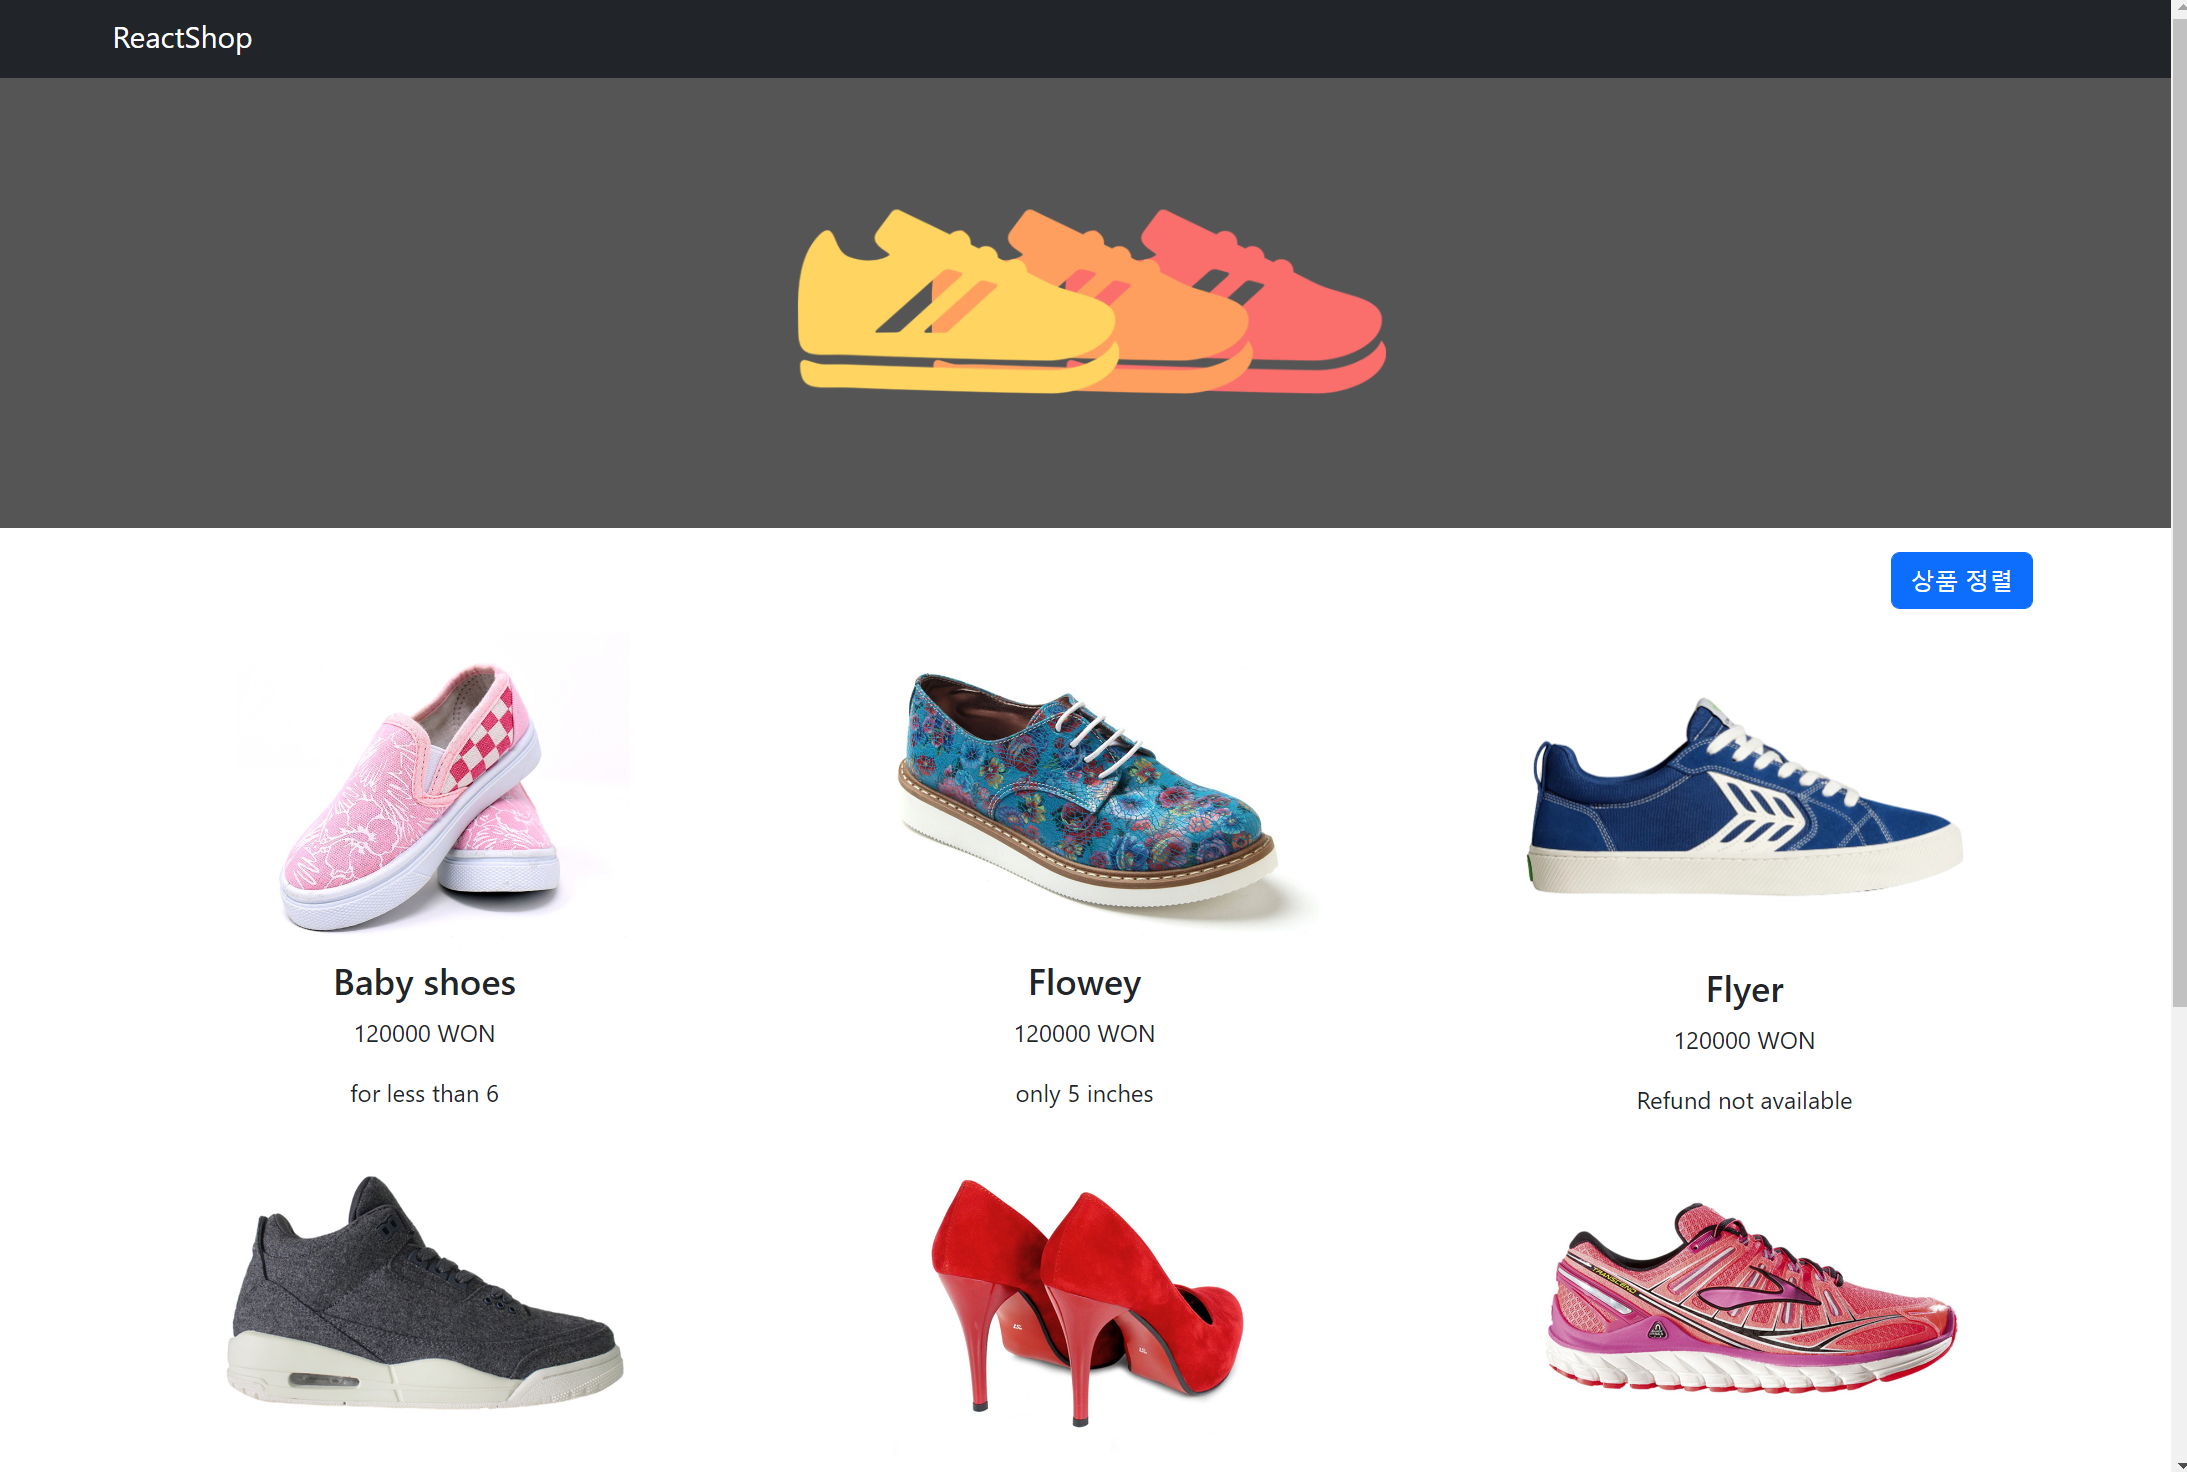 ReactShop
상품 정렬
Baby shoes
120000 WON
for less than 6
Flowey
120000 WON
only 5 inches
Flyer
120000 WON
Refund not available
TRANSCEND